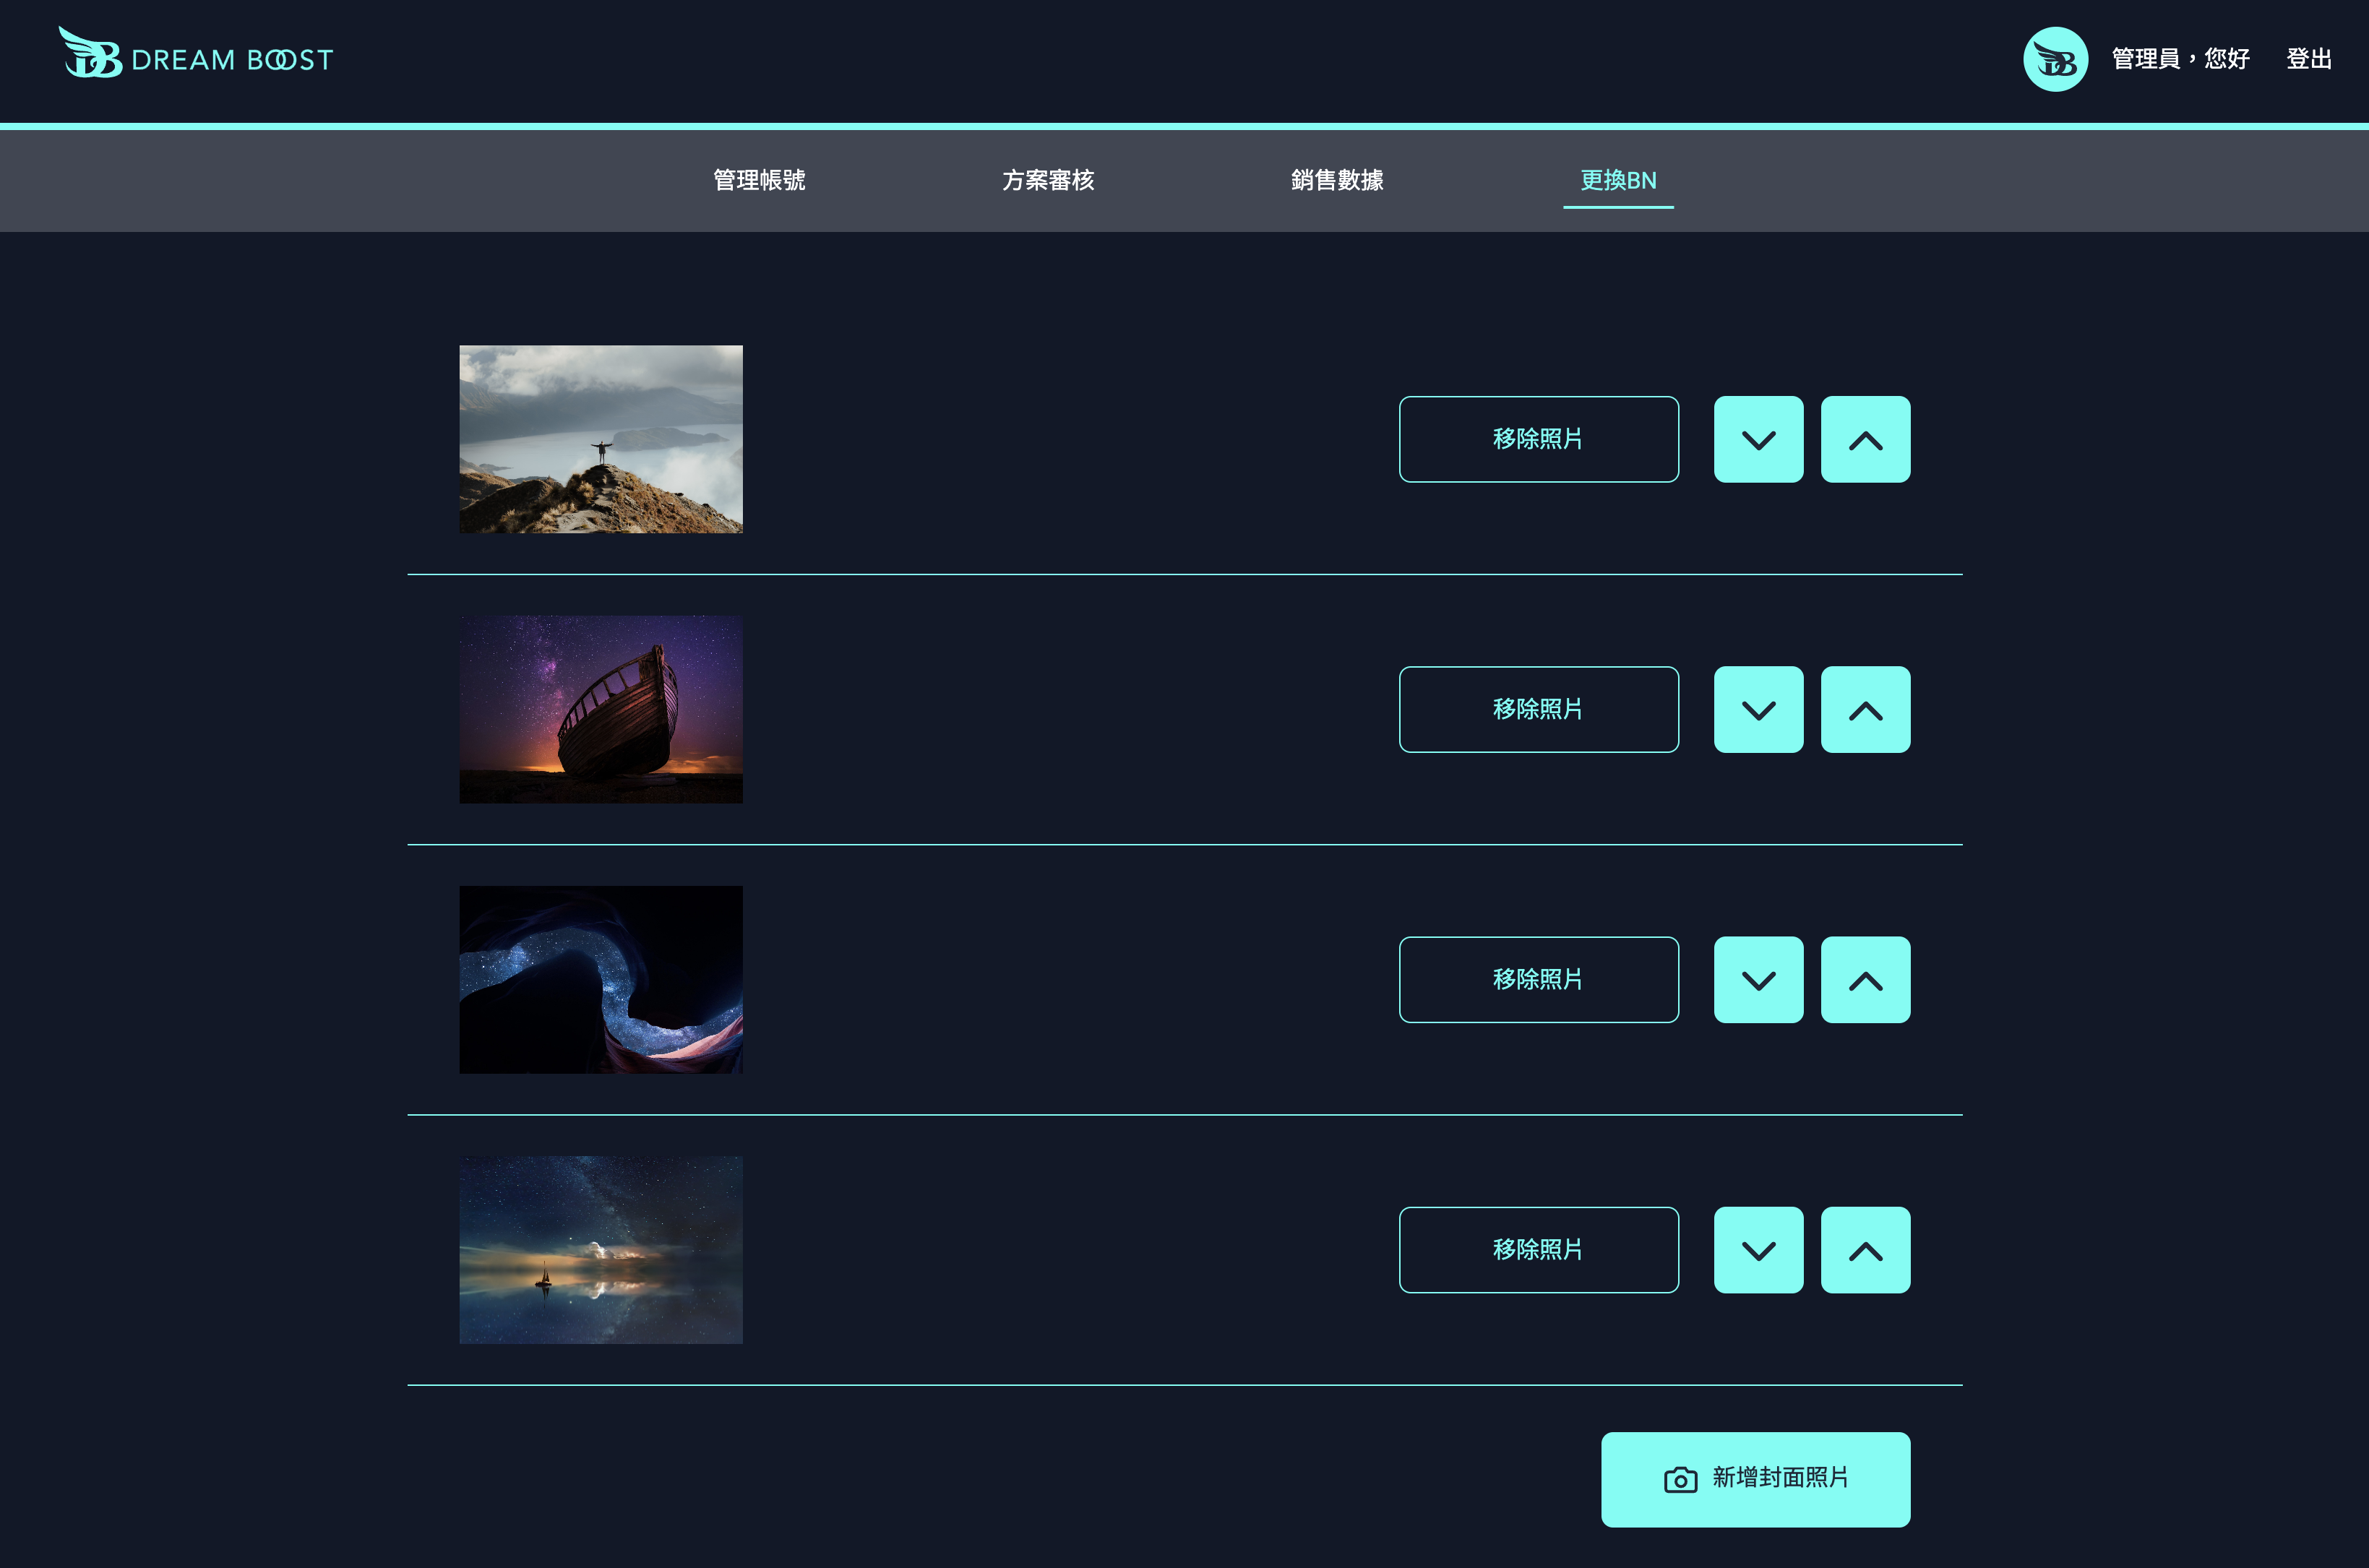 DREAM BOOST
管理員，您好
登出
管理帳號
方案審核
銷售數據
更換BN
移除照片
移除照片
移除照片
移除照片
新增封面照片